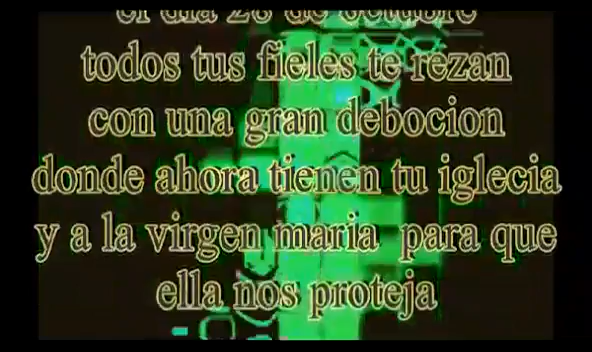 el dia 28 de octubre
todos tus fieles te rezan
con una gran debocion
donde ahora tienen tu iglecia
y a la virgen maria para que
ella nos proteja